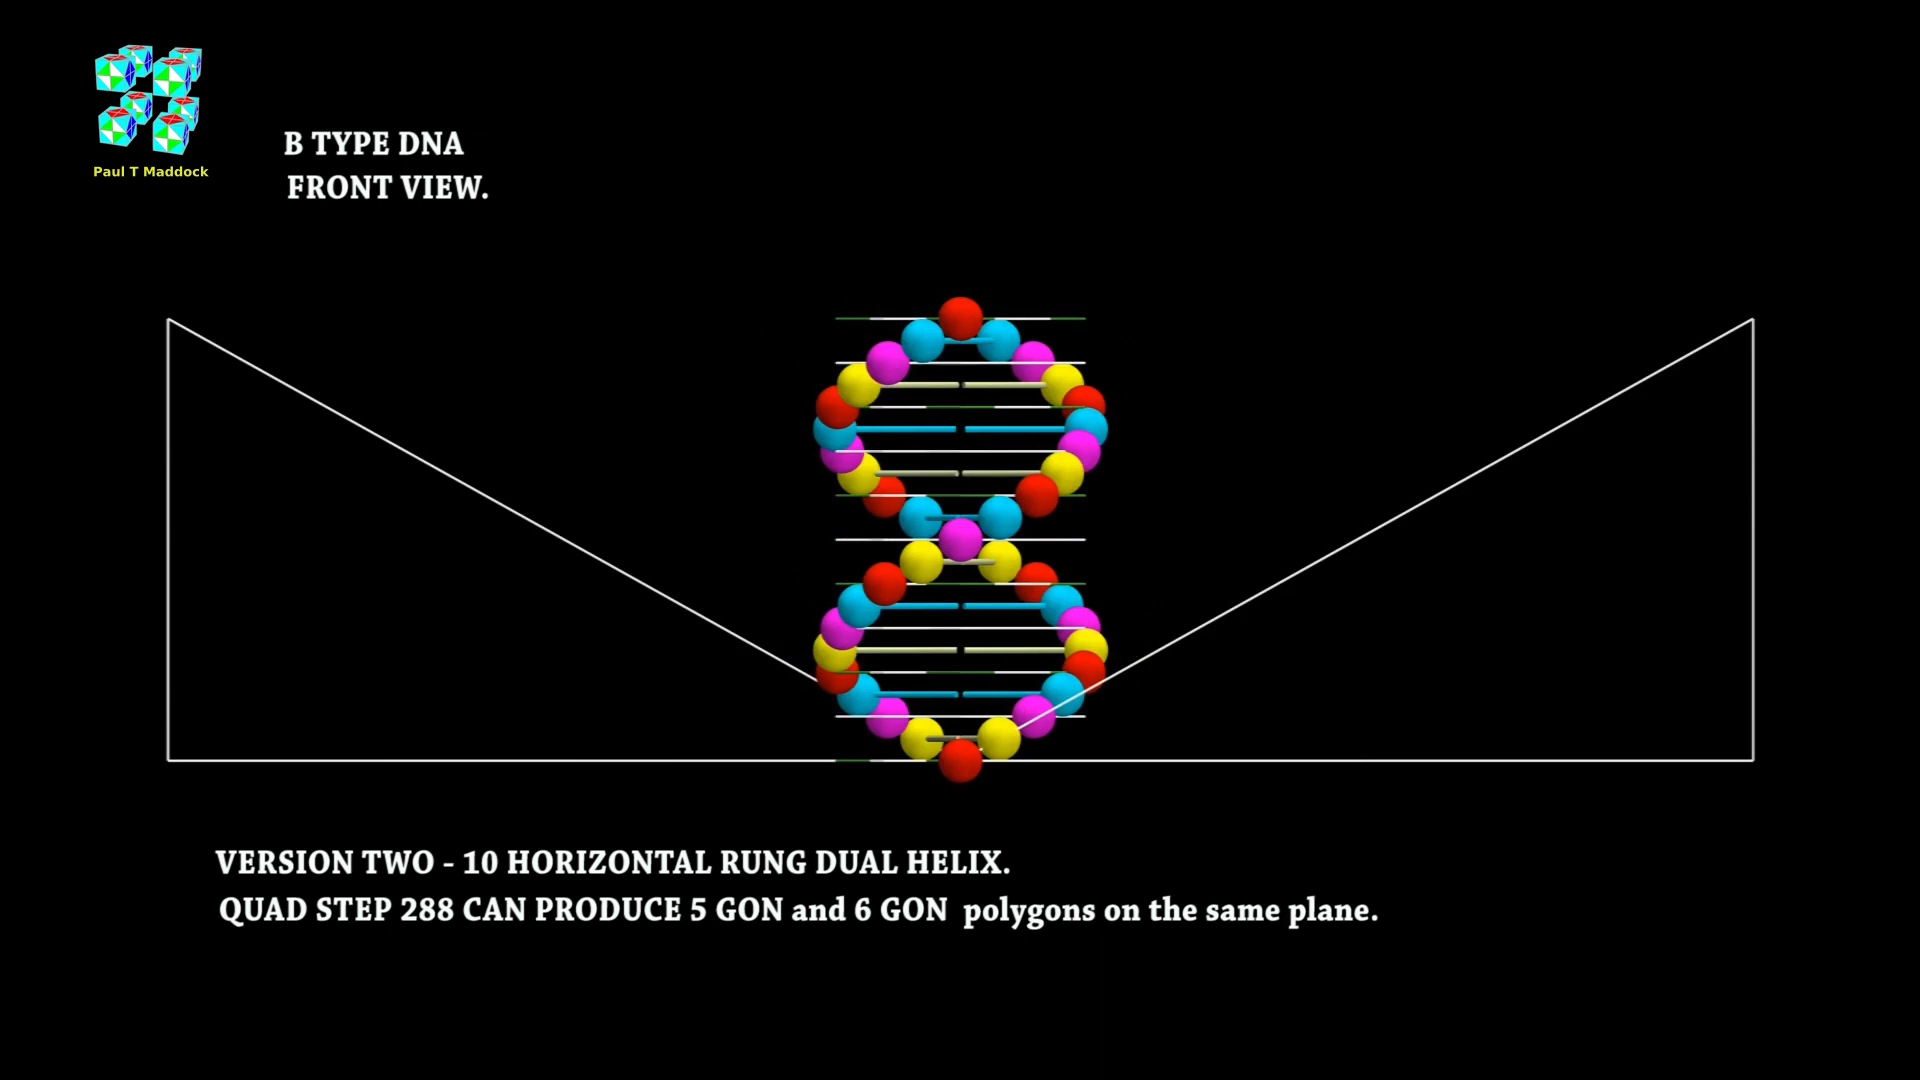 Paul T Maddock
B TYPE DNA
FRONT VIEW.
VERSION TWO - 10 HORIZONTAL RUNG DUAL HELIX.
QUAD STEP 288 CAN PRODUCE 5 GON and 6 GON polygons on the same plane.